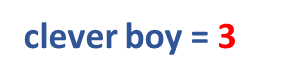 clever boy = 3